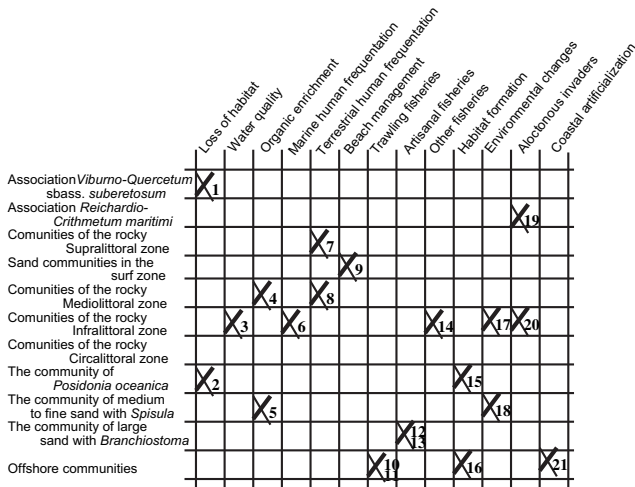 Loss of habitat
Water quality
Organic enrichment
Marine human frequentation
Terrestrial human frequentation
Beach management
Trawling fisheries
Artisanal fisheries
Other fisheries
Habitat formation
Environmental changes
Aloctonous invaders
Coastal artificialization
Association Viburno-Quercetum
sbass. suberetosum
1
Association Reichardio-
Crithmetum maritimi
19
Comunities of the rocky
Supralittoral zone
7
Sand communities in the
surf zone
9
Comunities of the rocky
Mediolittoral zone
4 8
Comunities of the rocky
Infralittoral zone
3 6 14 17 20
Comunities of the rocky
Circalittoral zone
The community of
Posidonia oceanica
2 15
The community of medium
to fine sand with Spisula
5 18
The community of large
sand with Branchiostoma
12
13
Offshore communities
10 16 21
11